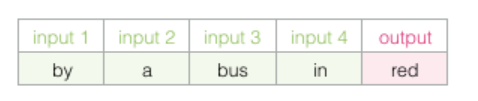 input 1 input 2 input 3 input 4 output
by a bus in red